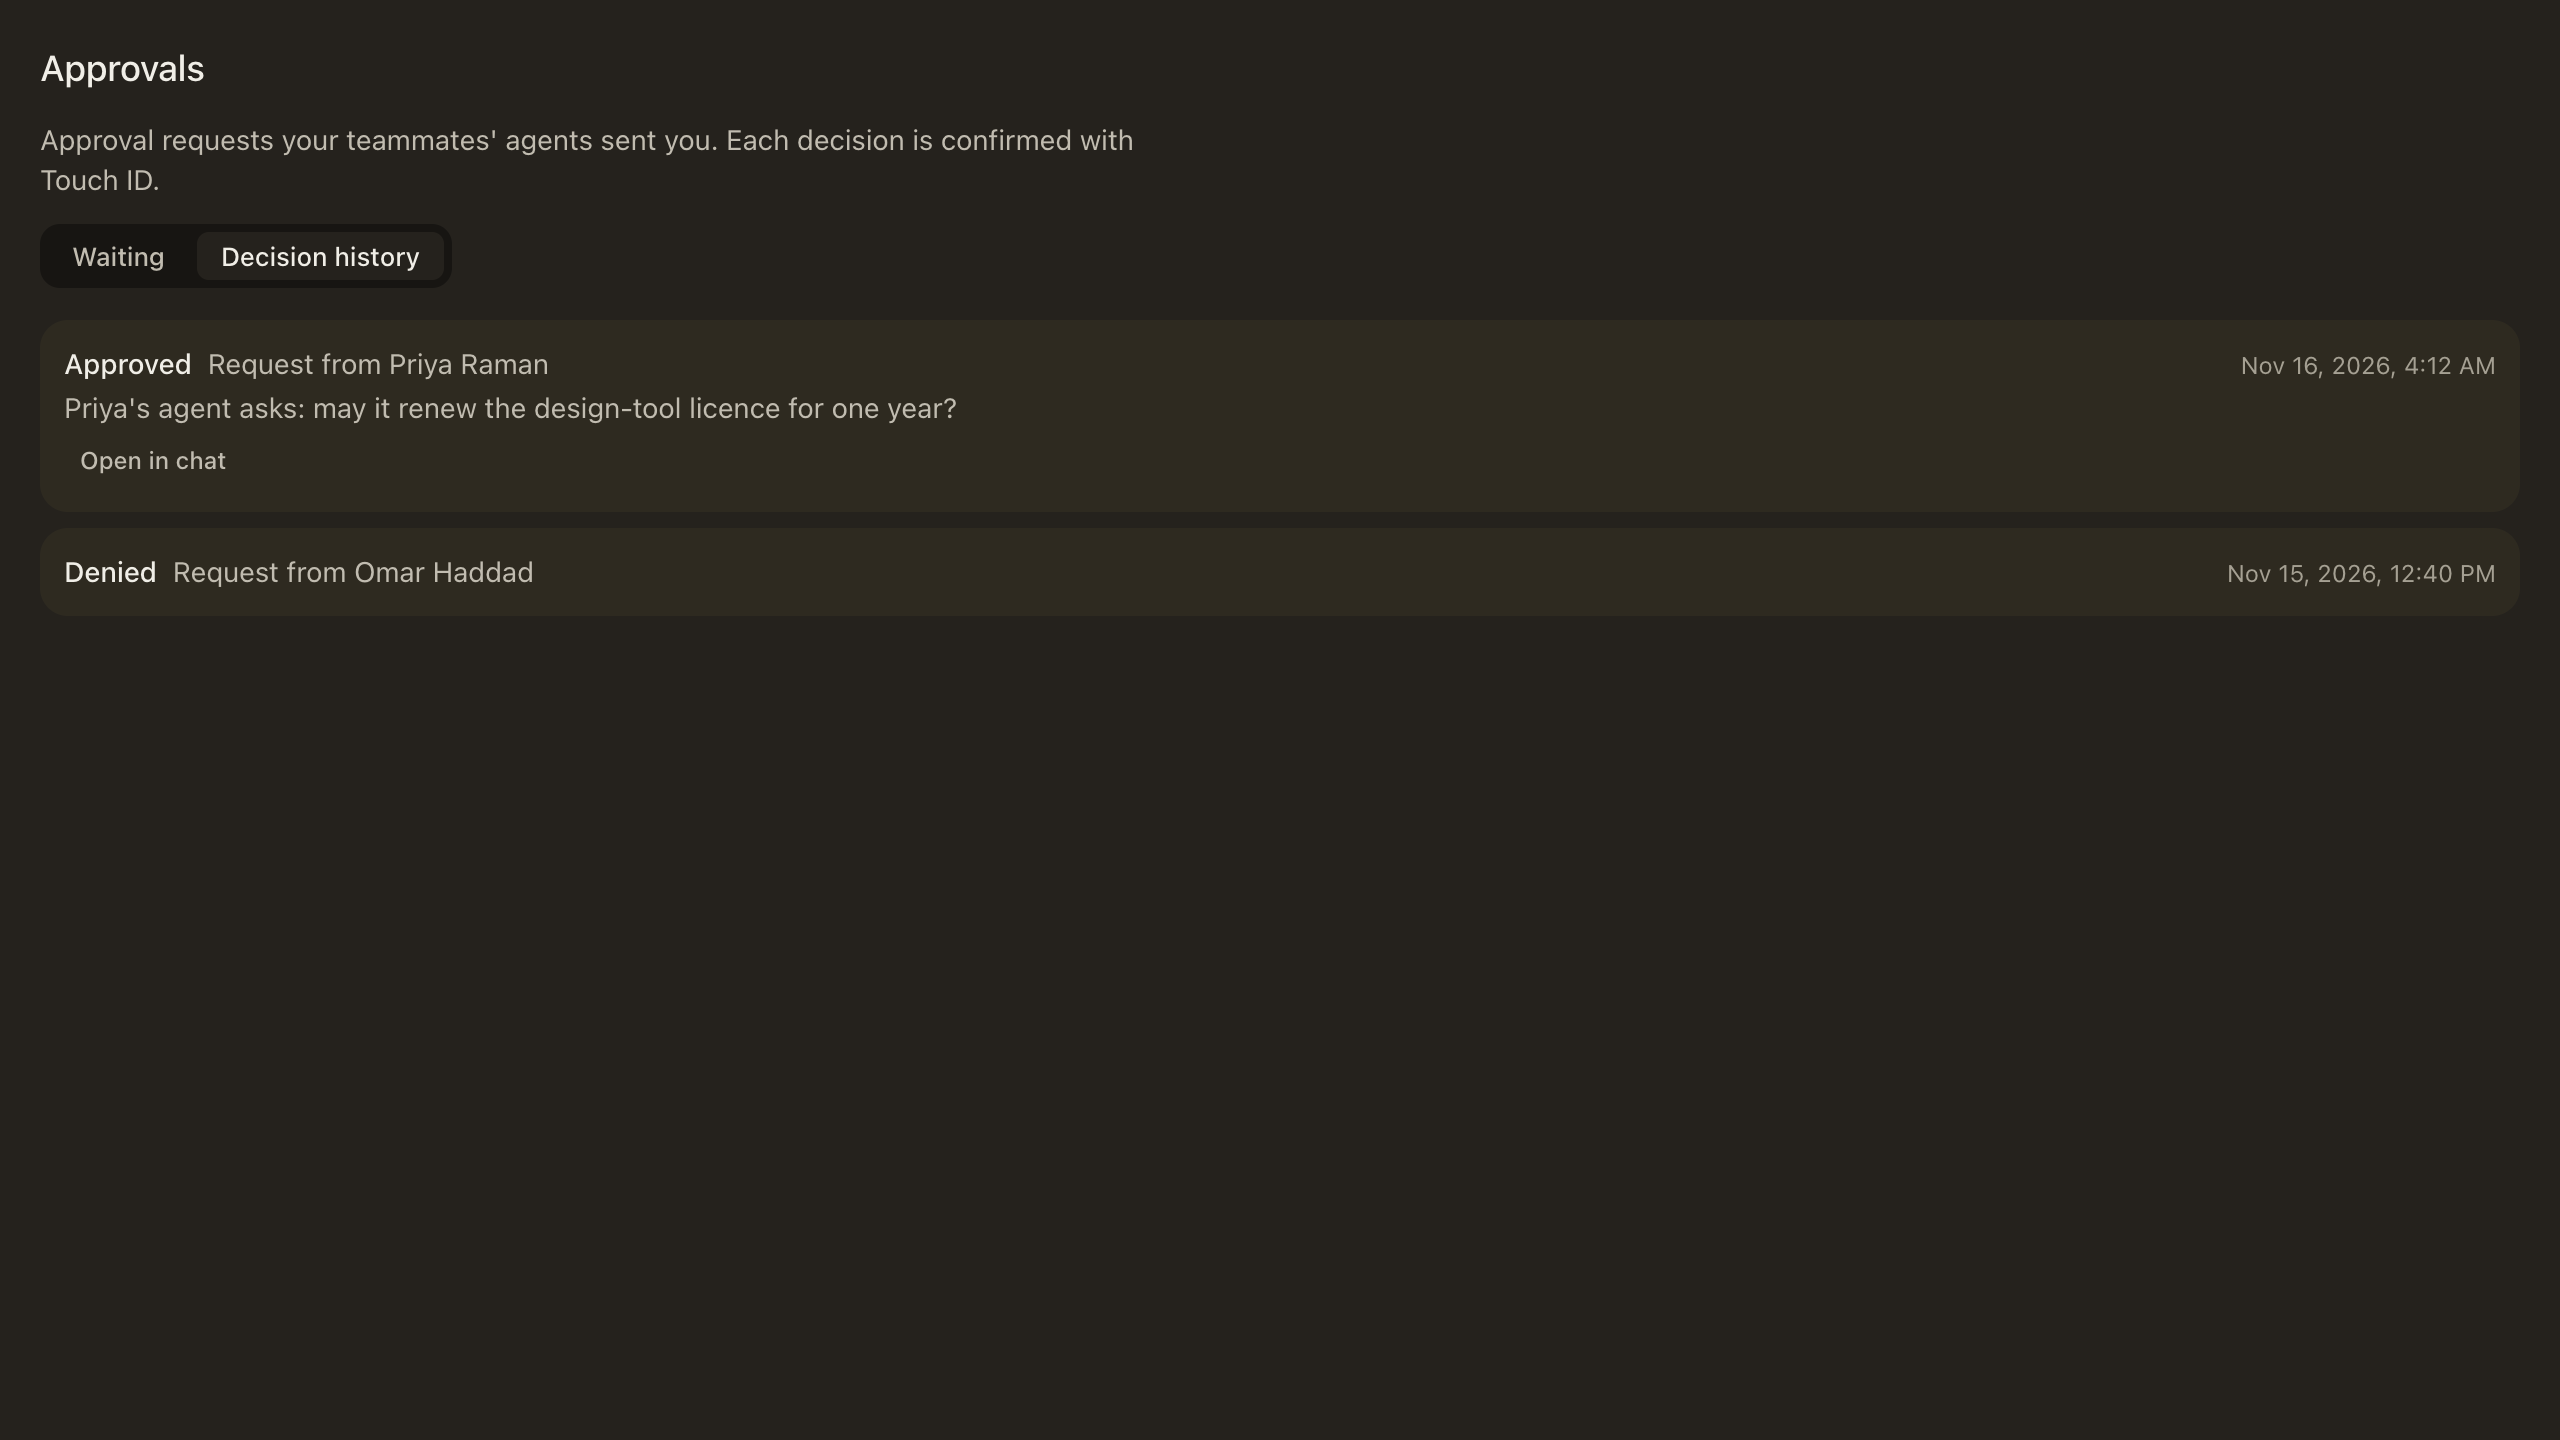 Approvals
Approval requests your teammates' agents sent you. Each decision is confirmed with
Touch ID.
Waiting
Decision history
Approved Request from Priya Raman
Nov 16, 2026, 4:12 AM
Priya's agent asks: may it renew the design-tool licence for one year?
Open in chat
Denied Request from Omar Haddad
Nov 15, 2026, 12:40 PM